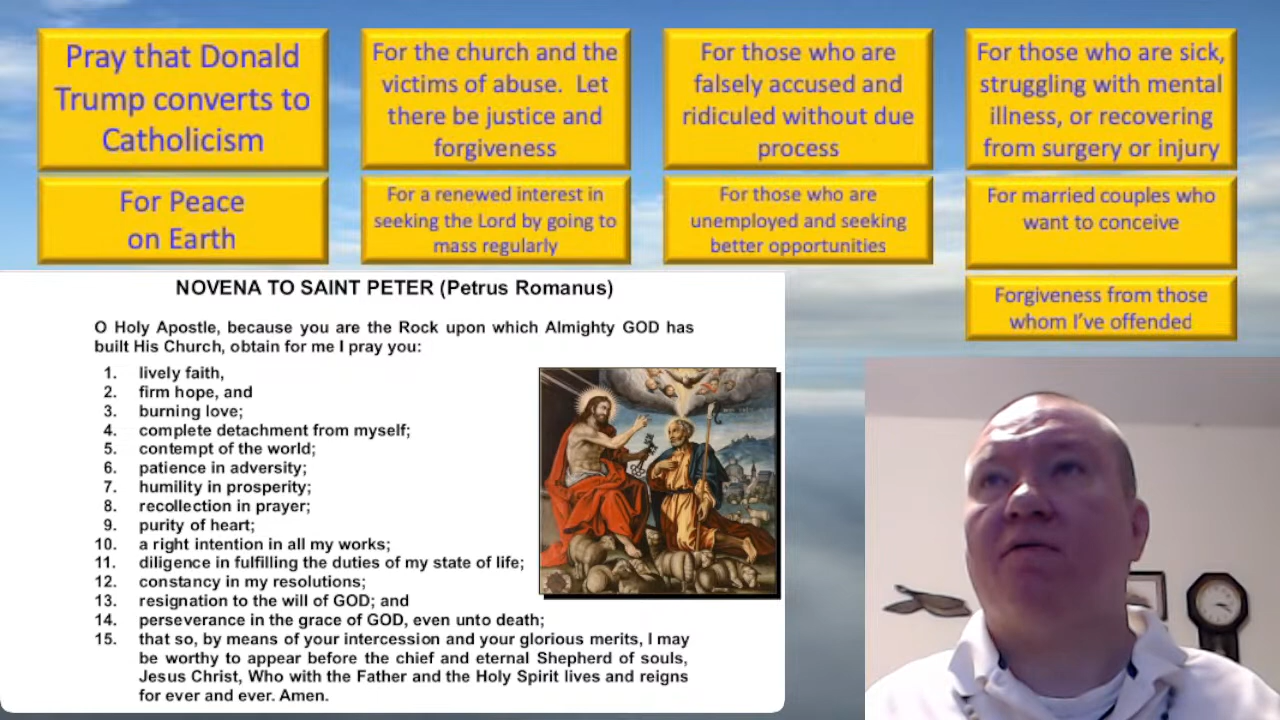 Pray that Donald
Trump converts to
Catholicism
For the church and the
victims of abuse.  Let
there be justice and
forgiveness
For those who are
falsely accused and
ridiculed without due
process
For those who are sick,
struggling with mental
illness, or recovering
from surgery or injury
For Peace
on Earth
For a renewed interest in
seeking the Lord by going to
mass regularly
For those who are
unemployed and seeking
better opportunities
For married couples who
want to conceive
Forgiveness from those
whom I've offended
NOVENA TO SAINT PETER (Petrus Romanus)
O Holy Apostle, because you are the Rock upon which Almighty GOD has
built His Church, obtain for me I pray you:
1. lively faith,
2. firm hope, and
3. burning love;
4. complete detachment from myself;
5. contempt of the world;
6. patience in adversity;
7. humility in prosperity;
8. recollection in prayer;
9. purity of heart;
10. a right intention in all my works;
11. diligence in fulfilling the duties of my state of life;
12. constancy in my resolutions;
13. resignation to the will of GOD; and
14. perseverance in the grace of GOD, even unto death;
15. that so, by means of your intercession and your glorious merits, I may
be worthy to appear before the chief and eternal Shepherd of souls,
Jesus Christ, Who with the Father and the Holy Spirit lives and reigns
for ever and ever. Amen.